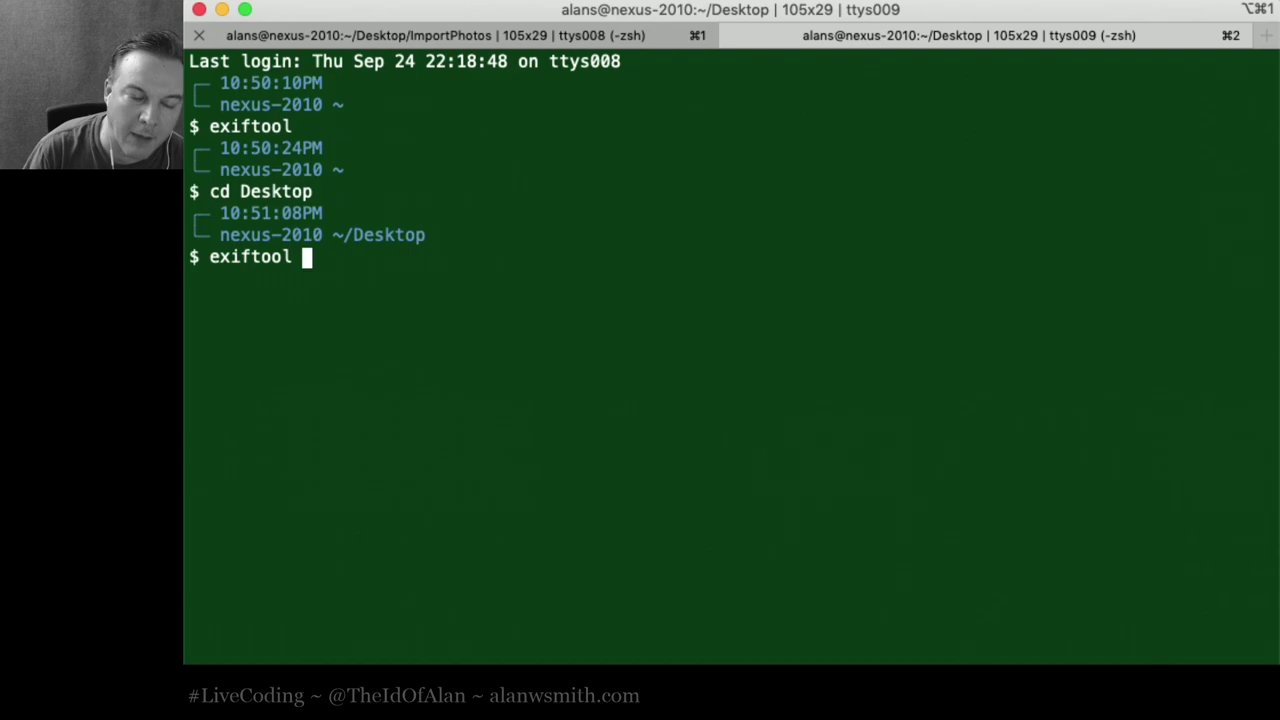 alans@nexus-2010:~/Desktop | 105x29 | ttys009
⌥⌘1
alans@nexus-2010:~/Desktop/ImportPhotos | 105x29 | ttys008 (-zsh)
⌘1
alans@nexus-2010:~/Desktop | 105x29 | ttys009 (-zsh)
⌘2
Last login: Thu Sep 24 22:18:48 on ttys008
10:50:10PM
nexus-2010 ~
$ exiftool
10:50:24PM
nexus-2010 ~
$ cd Desktop
10:51:08PM
nexus-2010 ~/Desktop
$ exiftool
#LiveCoding ~ @TheIdOfAlan ~ alanwsmith.com